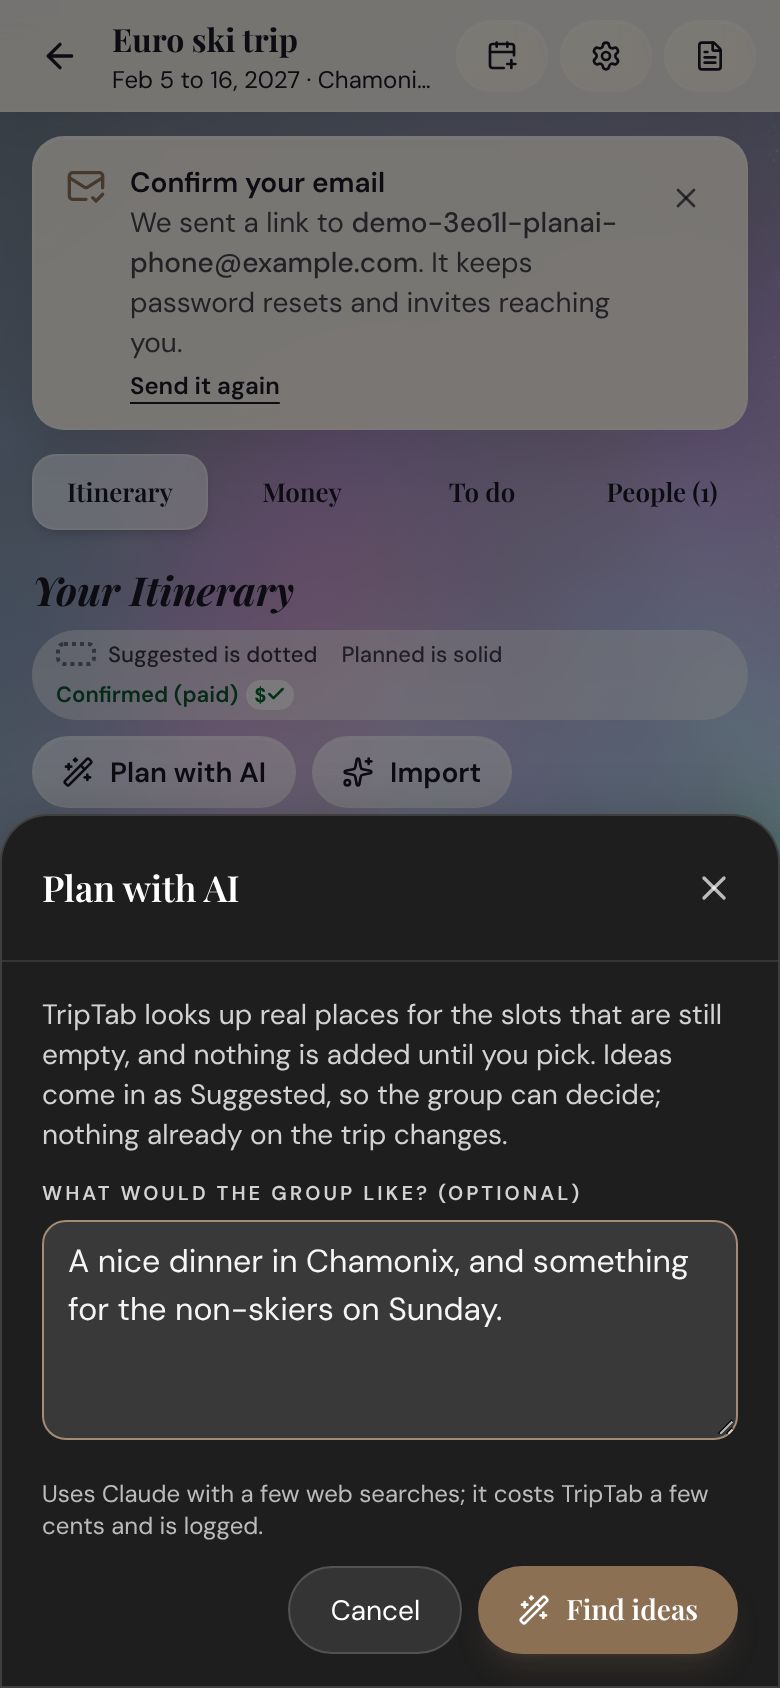 Euro ski trip
Feb 5 to 16, 2027 · Chamoni...
Confirm your email
We sent a link to demo-3eo1l-planai-
phone@example.com. It keeps
password resets and invites reaching
you.
Send it again
Itinerary
Money
To do
People (1)
Your Itinerary
Suggested is dotted
Planned is solid
Confirmed (paid) $✓
Plan with AI
Import
Plan with AI
TripTab looks up real places for the slots that are still
empty, and nothing is added until you pick. Ideas
come in as Suggested, so the group can decide;
nothing already on the trip changes.
WHAT WOULD THE GROUP LIKE? (OPTIONAL)
A nice dinner in Chamonix, and something
for the non-skiers on Sunday.
Uses Claude with a few web searches; it costs TripTab a few
cents and is logged.
Cancel
Find ideas